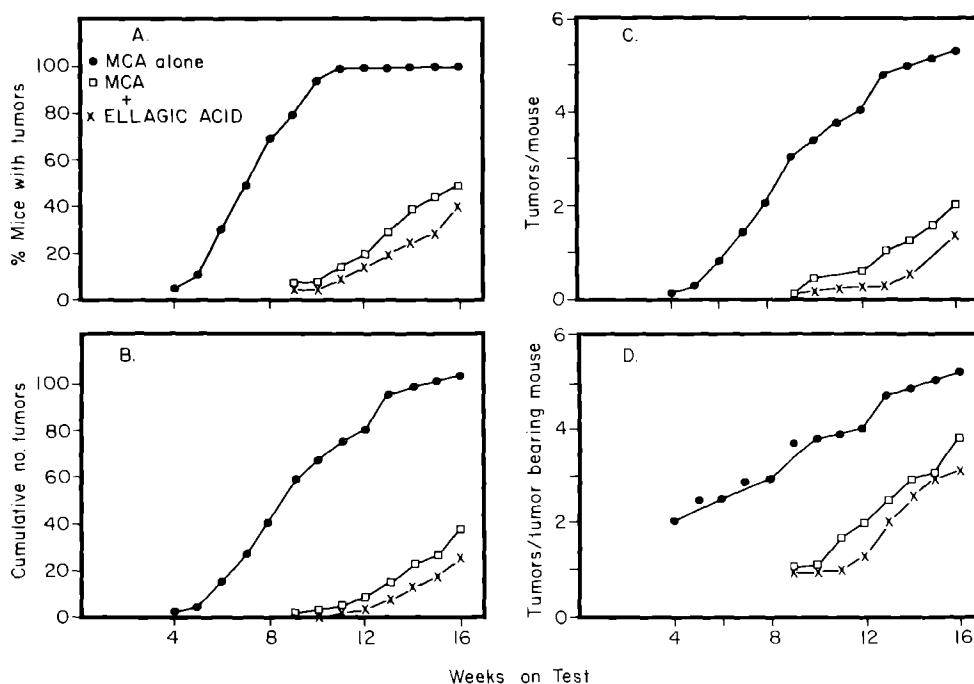 A.
● MCA alone
□ MCA
+
x ELLAGIC ACID
% Mice with tumors
100
80
60
40
20
0
B.
Cumulative no. tumors
100
80
60
40
20
0
4
8
12
16
C.
Tumors/mouse
6
4
2
0
D.
Tumors/tumor bearing mouse
6
4
2
0
4
8
12
16
Weeks on Test